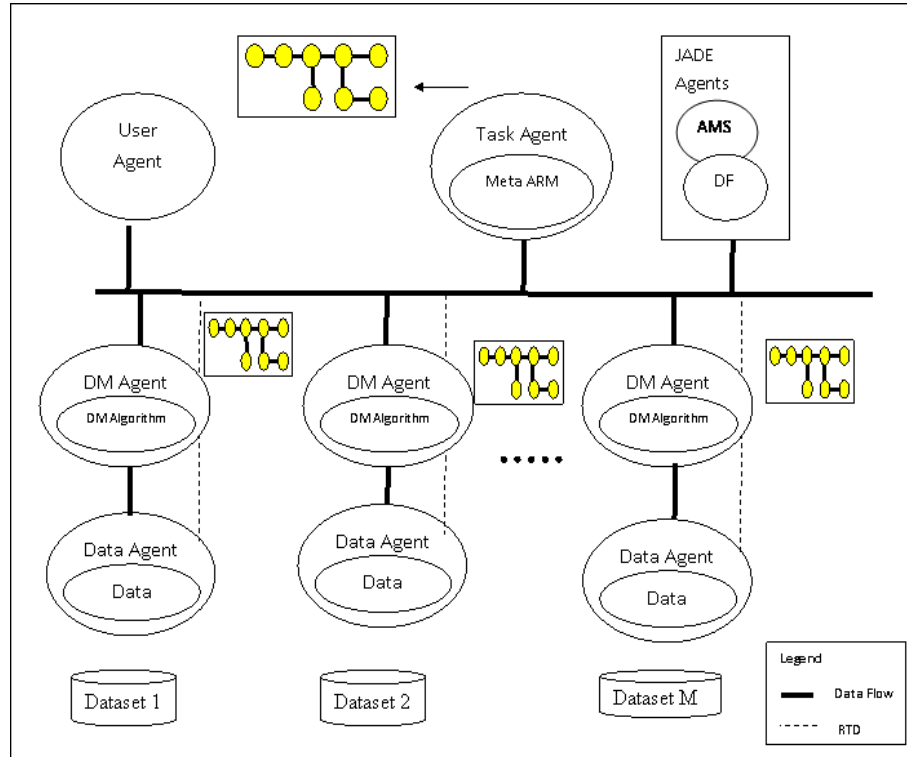 User
Agent
Task Agent
Meta ARM
JADE
Agents
AMS
DF
DM Agent
DM Algorithm
DM Agent
DM Algorithm
DM Agent
DM Algorithm
Data Agent
Data
Data Agent
Data
Data Agent
Data
Dataset 1
Dataset 2
Dataset M
Legend
Data Flow
RTD